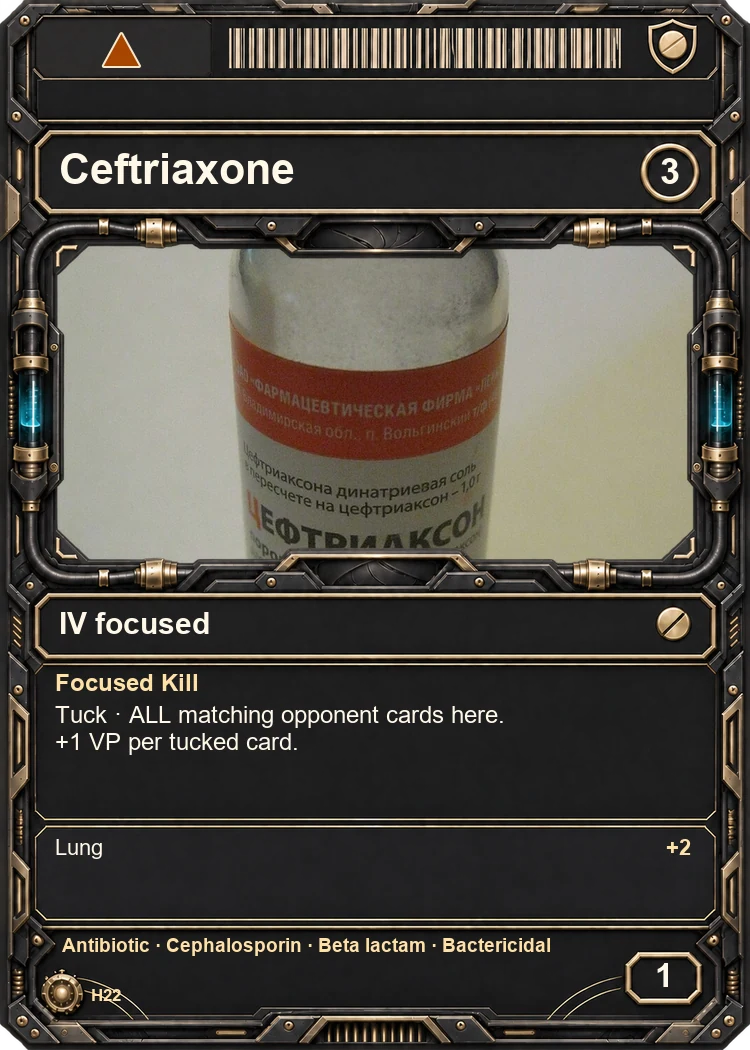 Ceftriaxone
3
«ФАРМАЦЕВТИЧЕСКАЯ ФИРМА
Владимирская обл., п. Вольгинский
Цефтриаксона динатриевая соль
в пересчете на цефтриаксон – 1,0 г
ЦЕФТРИАКСОН
IV focused
Focused Kill
Tuck · ALL matching opponent cards here.
+1 VP per tucked card.
Lung +2
Antibiotic · Cephalosporin · Beta lactam · Bactericidal
H22
1